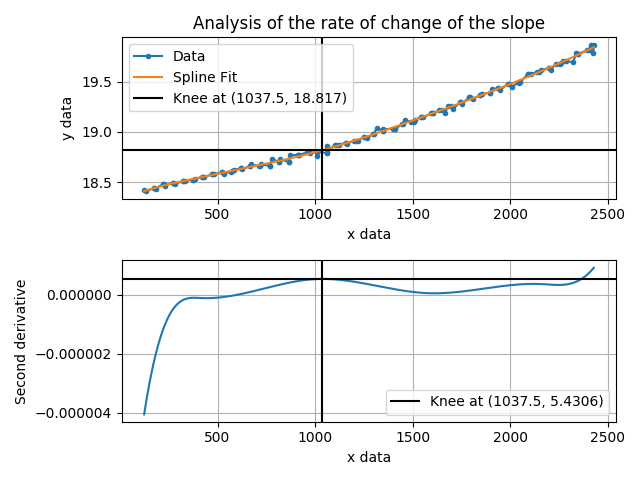 Analysis of the rate of change of the slope
Data
Spline Fit
Knee at (1037.5, 18.817)
19.5
19.0
18.5
y data
500
1000
1500
2000
2500
x data
0.000000
−0.000002
−0.000004
Second derivative
Knee at (1037.5, 5.4306)
500
1000
1500
2000
2500
x data